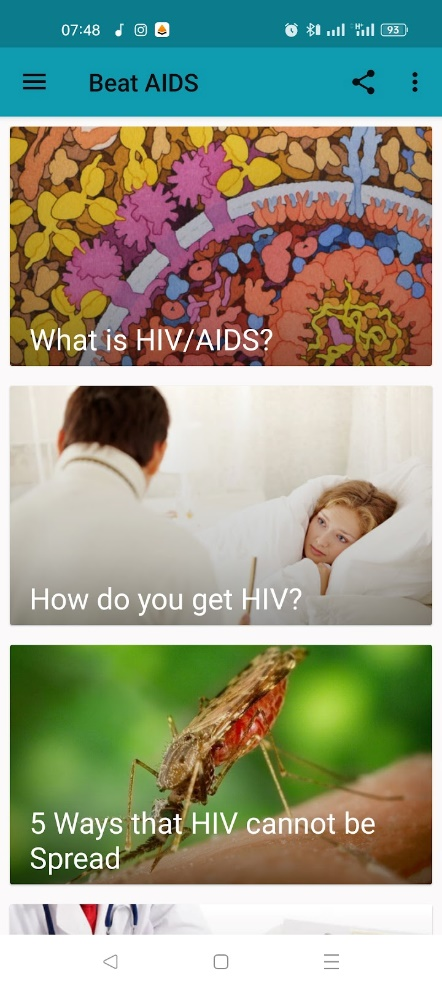 07:48
93
Beat AIDS
What is HIV/AIDS?
How do you get HIV?
5 Ways that HIV cannot be
Spread